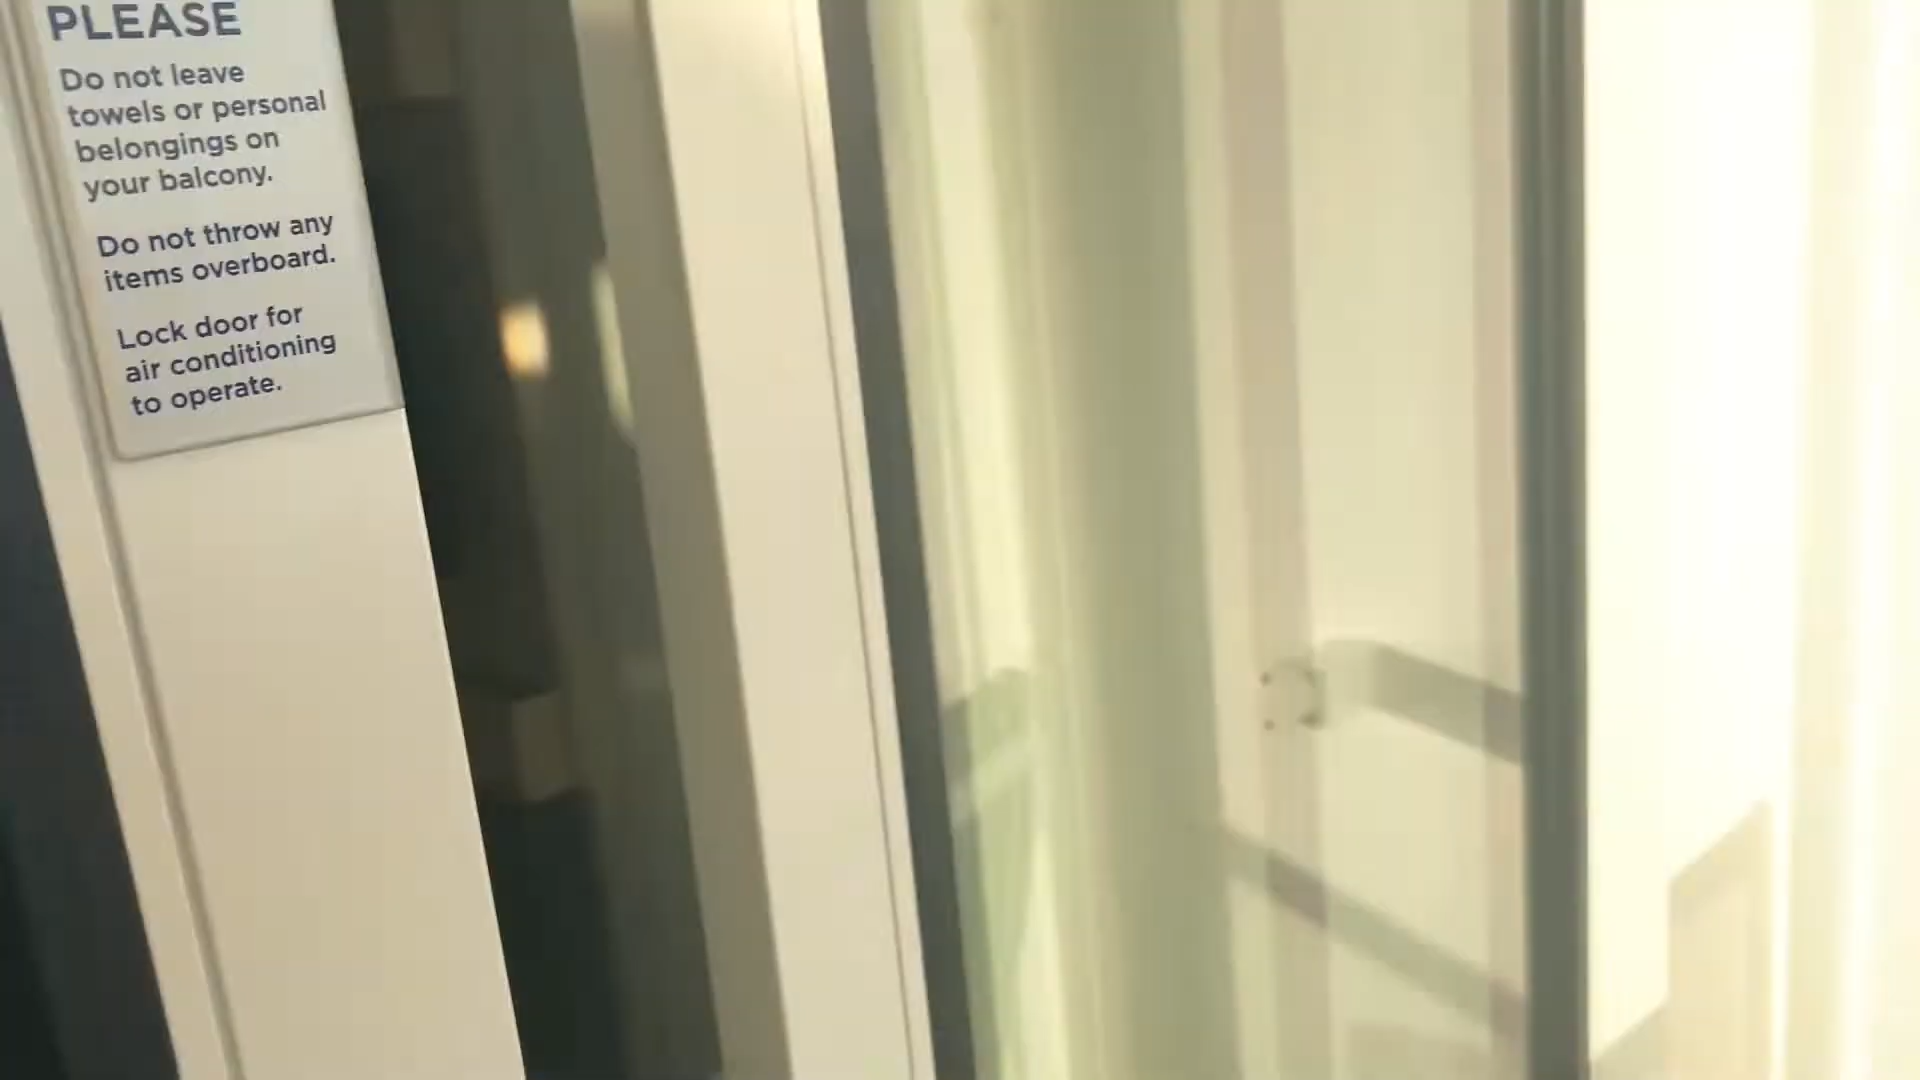 PLEASE
Do not leave
towels or personal
belongings on
your balcony.
Do not throw any
items overboard.
Lock door for
air conditioning
to operate.